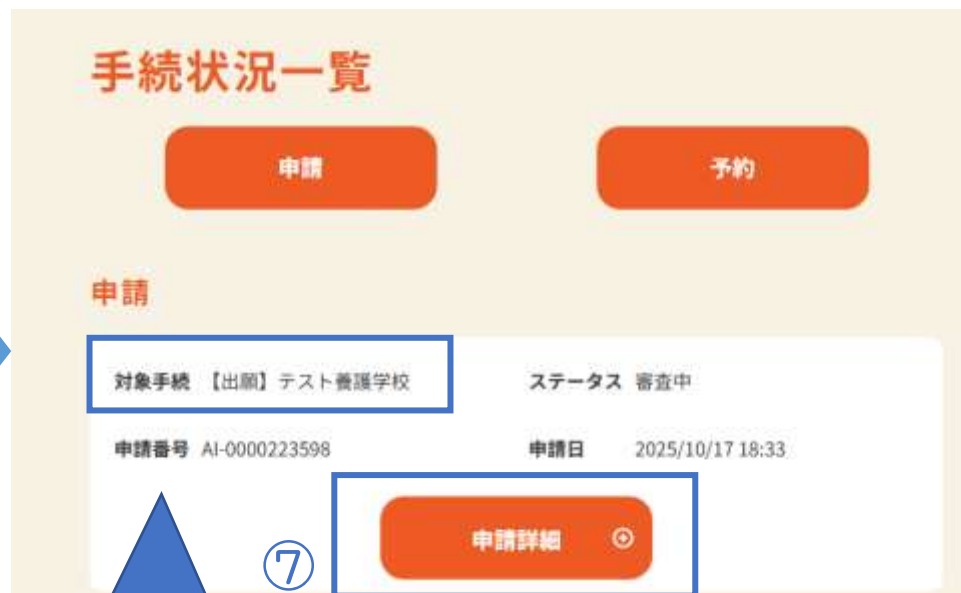 手続状況一覧
申請 予約
申請
対象手続 【出願】テスト養護学校 ステータス 審査中
申請番号 AI-0000223598 申請日 2025/10/17 18:33
⑦ 申請詳細